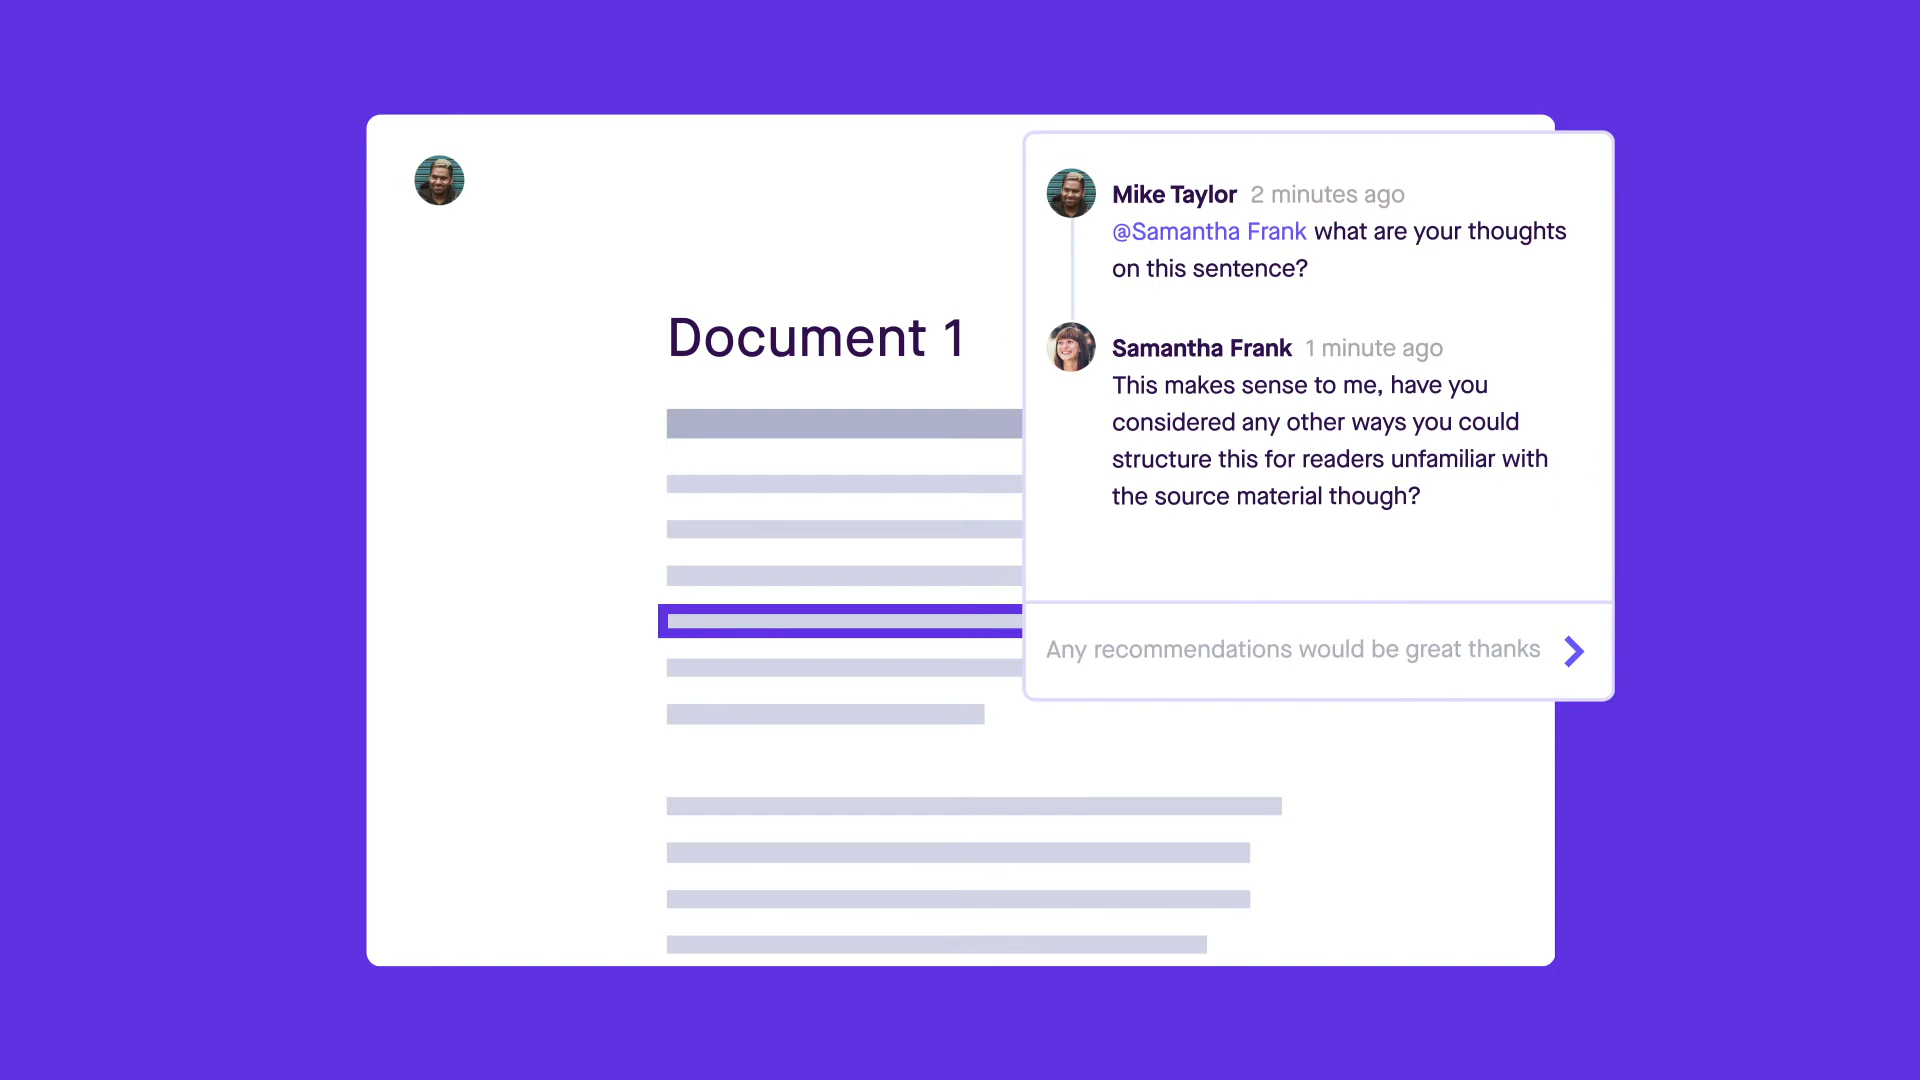 Document 1
Mike Taylor 2 minutes ago
@Samantha Frank what are your thoughts
on this sentence?
Samantha Frank 1 minute ago
This makes sense to me, have you
considered any other ways you could
structure this for readers unfamiliar with
the source material though?
Any recommendations would be great thanks